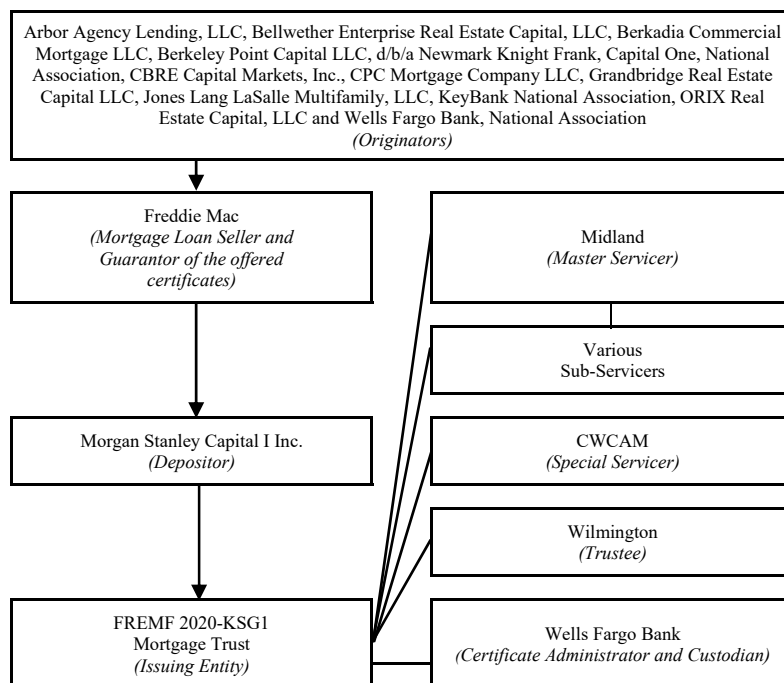 Arbor Agency Lending, LLC, Bellwether Enterprise Real Estate Capital, LLC, Berkadia Commercial
Mortgage LLC, Berkeley Point Capital LLC, d/b/a Newmark Knight Frank, Capital One, National
Association, CBRE Capital Markets, Inc., CPC Mortgage Company LLC, Grandbridge Real Estate
Capital LLC, Jones Lang LaSalle Multifamily, LLC, KeyBank National Association, ORIX Real
Estate Capital, LLC and Wells Fargo Bank, National Association
(Originators)
Freddie Mac
(Mortgage Loan Seller and
Guarantor of the offered
certificates)
Morgan Stanley Capital I Inc.
(Depositor)
FREMF 2020-KSG1
Mortgage Trust
(Issuing Entity)
Midland
(Master Servicer)
Various
Sub-Servicers
CWCAM
(Special Servicer)
Wilmington
(Trustee)
Wells Fargo Bank
(Certificate Administrator and Custodian)